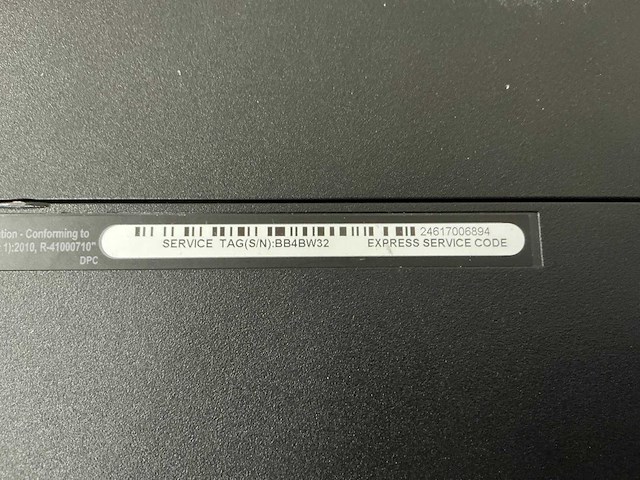 tion - Conforming to
1):2010, R-41000710"
DPC
24617006894
SERVICE TAG(S/N):BB4BW32 EXPRESS SERVICE CODE